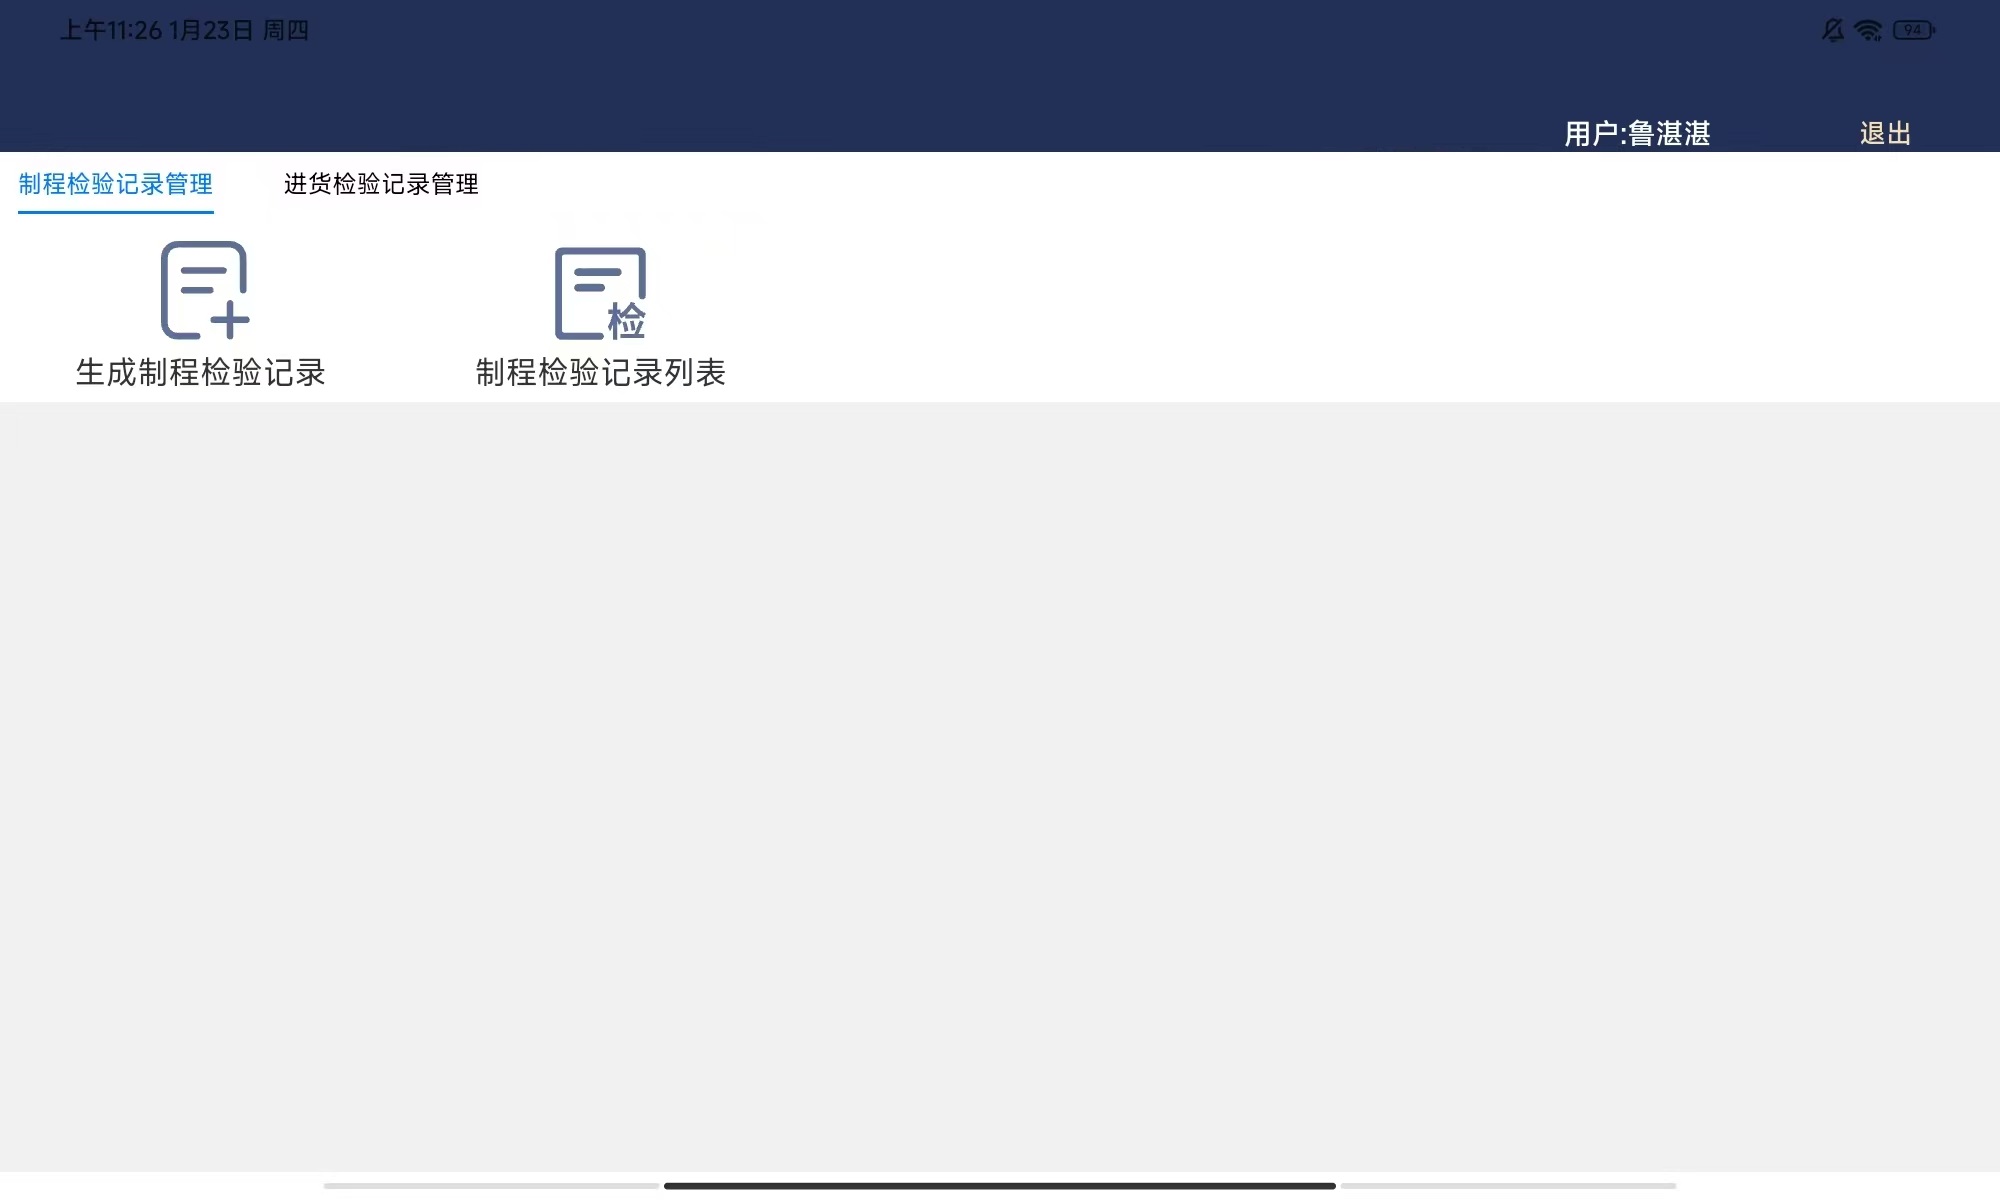 上午11:26 1月23日 周四
94
用户:鲁湛湛
退出
制程检验记录管理
进货检验记录管理
检
生成制程检验记录
制程检验记录列表